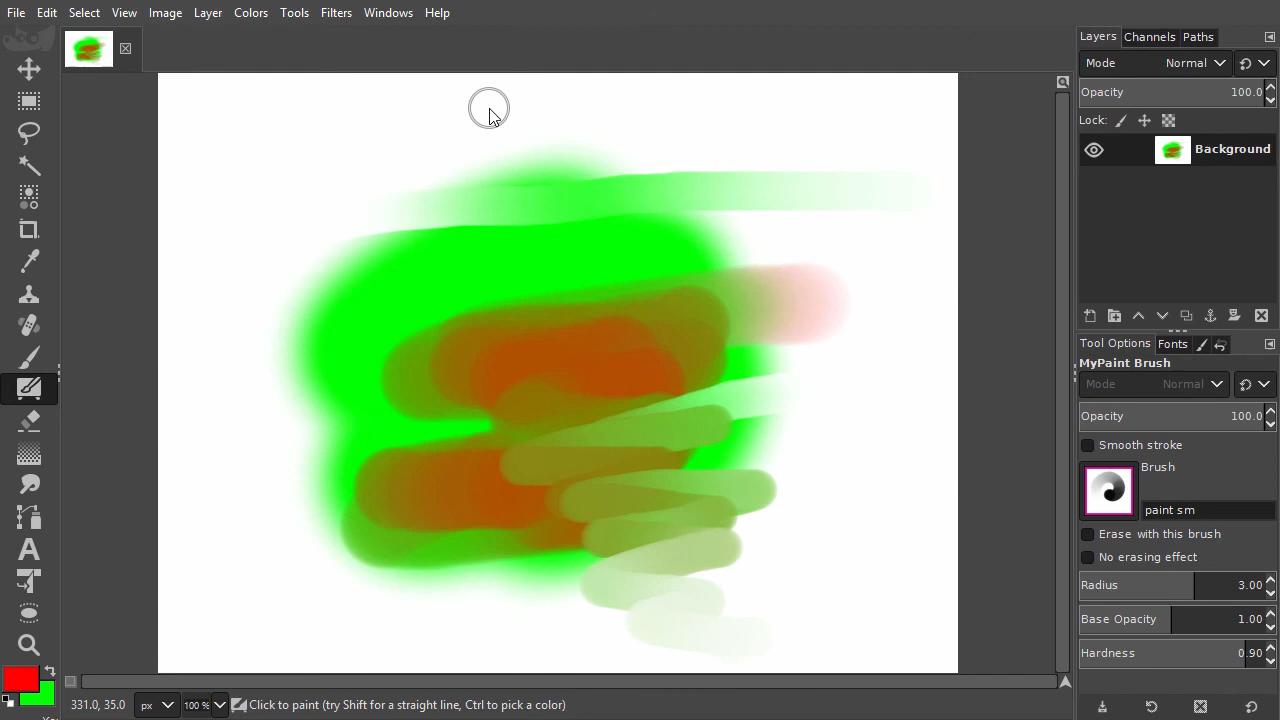 File Edit Select View Image Layer Colors Tools Filters Windows Help
Layers Channels Paths
Mode Normal
Opacity 100.0
Lock:
Background
Tool Options Fonts
MyPaint Brush
Mode Normal
Opacity 100.0
Smooth stroke
Brush
paint sm
Erase with this brush
No erasing effect
Radius 3.00
Base Opacity 1.00
Hardness 0.90
331.0, 35.0 px 100 % Click to paint (try Shift for a straight line, Ctrl to pick a color)